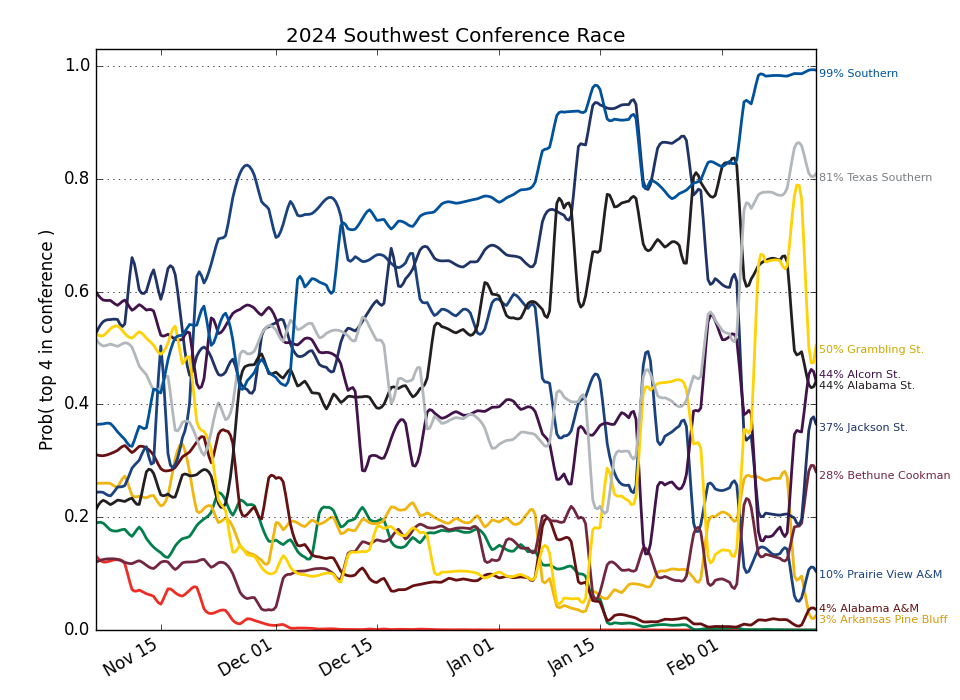 2024 Southwest Conference Race
Prob( top 4 in conference )
1.0
0.8
0.6
0.4
0.2
0.0
Nov 15
Dec 01
Dec 15
Jan 01
Jan 15
Feb 01
99% Southern
81% Texas Southern
50% Grambling St.
44% Alcorn St.
44% Alabama St.
37% Jackson St.
28% Bethune Cookman
10% Prairie View A&M
4% Alabama A&M
3% Arkansas Pine Bluff